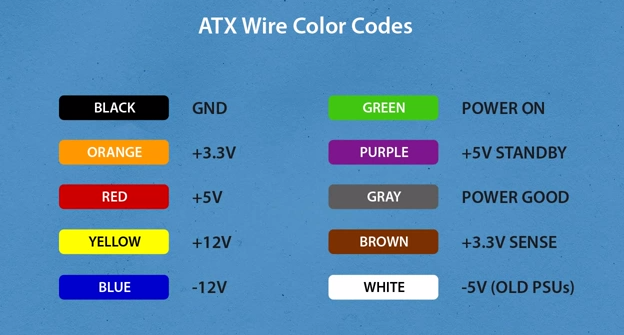 ATX Wire Color Codes
BLACK GND
ORANGE +3.3V
RED +5V
YELLOW +12V
BLUE -12V
GREEN POWER ON
PURPLE +5V STANDBY
GRAY POWER GOOD
BROWN +3.3V SENSE
WHITE -5V (OLD PSUs)